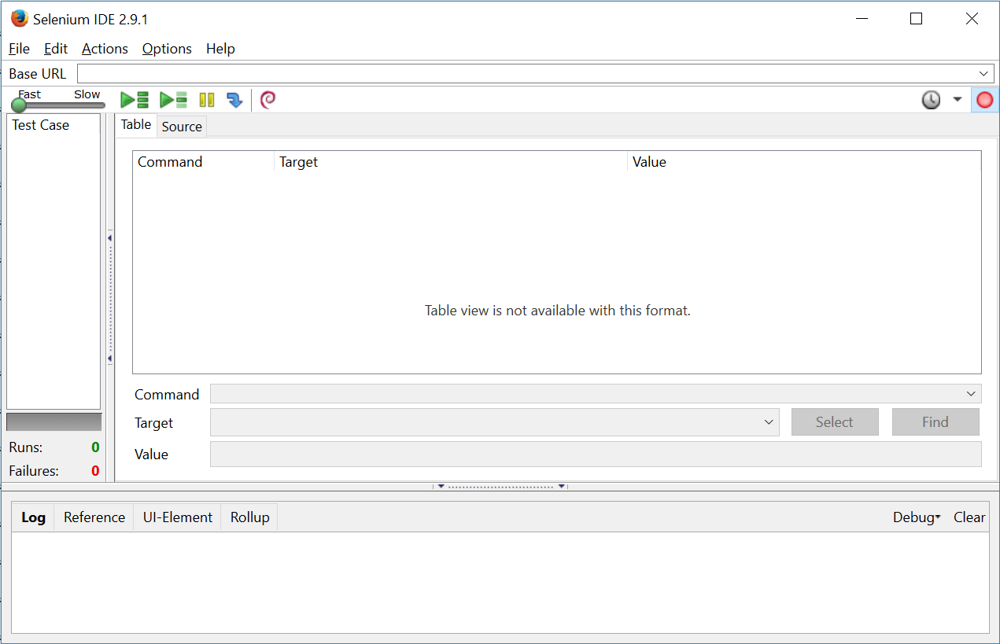 Selenium IDE 2.9.1
File Edit Actions Options Help
Base URL
Fast Slow
Test Case
Table Source
Command Target Value
Table view is not available with this format.
Command
Target Select Find
Value
Runs: 0
Failures: 0
Log Reference UI-Element Rollup Debug Clear